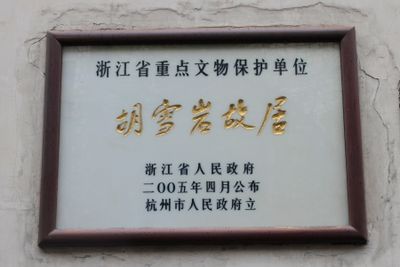 浙江省重点文物保护单位
胡雪岩故居
浙江省人民政府
二〇〇五年四月公布
杭州市人民政府立